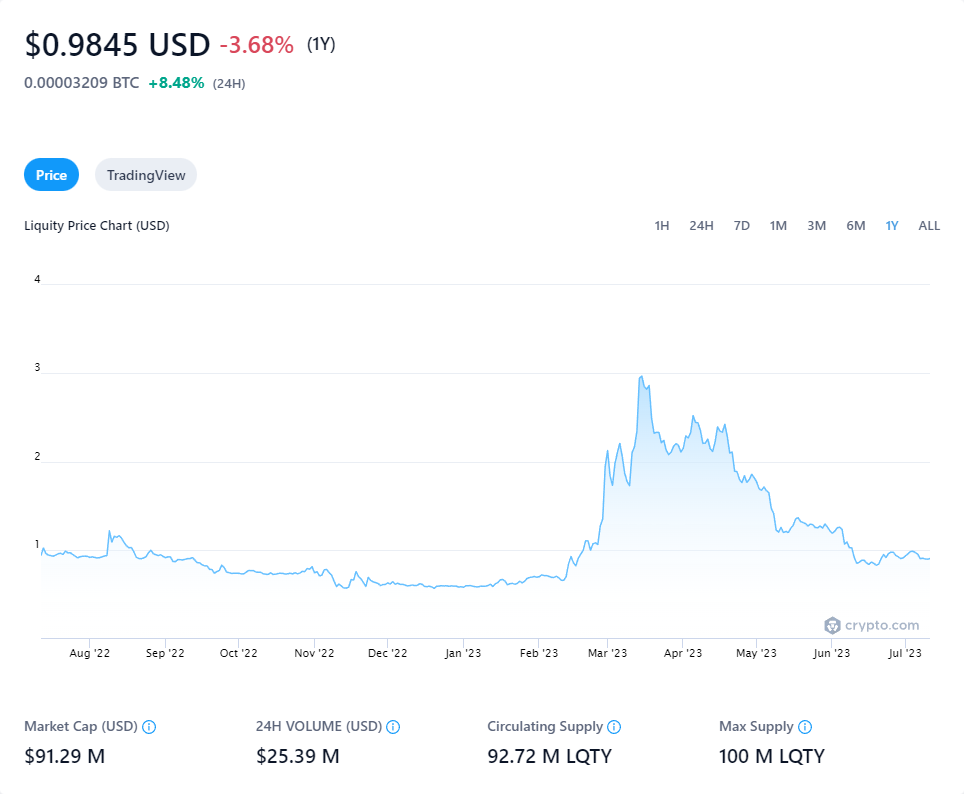 $0.9845 USD -3.68% (1Y)
0.00003209 BTC +8.48% (24H)
Price TradingView
Liquity Price Chart (USD) 1H 24H 7D 1M 3M 6M 1Y ALL
4
3
2
1
crypto.com
Aug '22 Sep '22 Oct '22 Nov '22 Dec '22 Jan '23 Feb '23 Mar '23 Apr '23 May '23 Jun '23 Jul '23
Market Cap (USD) 24H VOLUME (USD) Circulating Supply Max Supply
$91.29 M $25.39 M 92.72 M LQTY 100 M LQTY